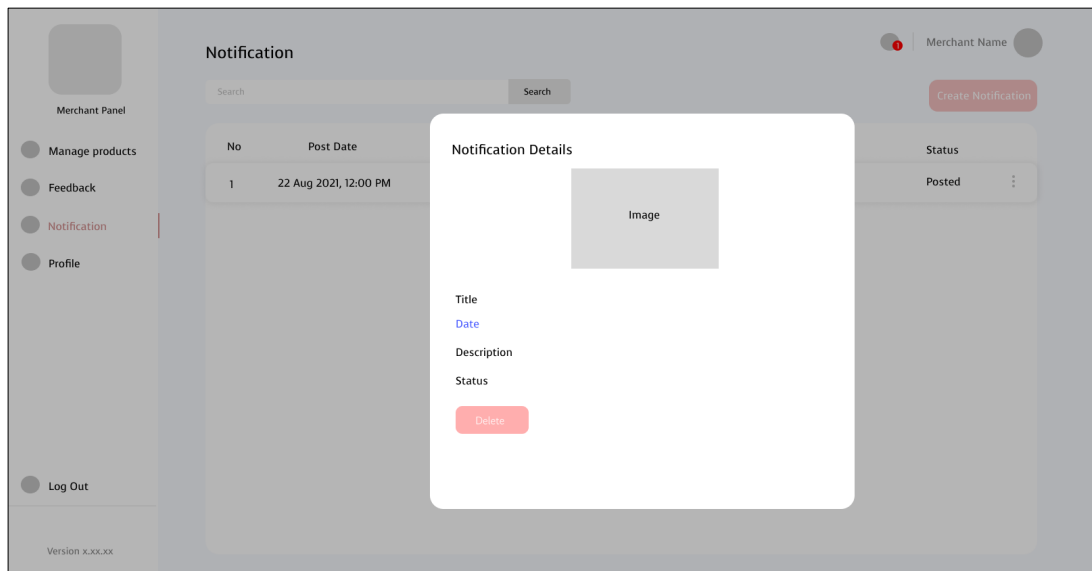 Merchant Panel
Manage products
Feedback
Notification
Profile
Log Out
Version x.xx.xx
Notification
1
Merchant Name
Search
Search
Create Notification
No
Post Date
Status
1
22 Aug 2021, 12:00 PM
Posted
Notification Details
Image
Title
Date
Description
Status
Delete